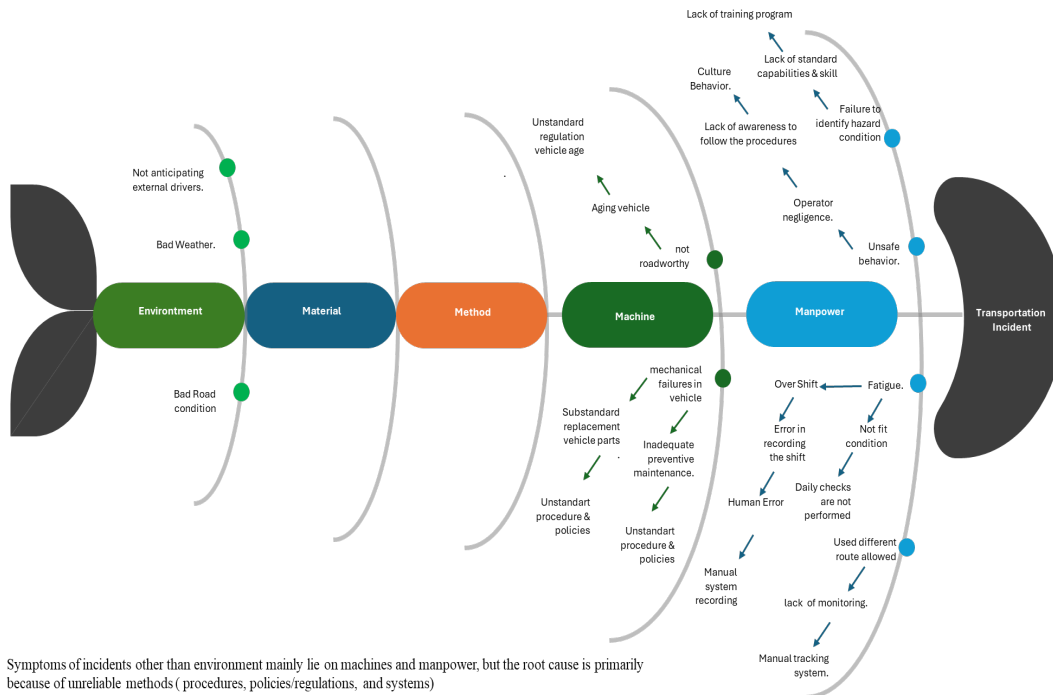 Lack of training program
Lack of standard
capabilities & skill
Culture
Behavior.
Failure to
identify hazard
condition
Lack of awareness to
follow the procedures
Unstandard
regulation
vehicle age
Not anticipating
external drivers.
Aging vehicle
Operator
negligence.
Bad Weather.
not
roadworthy
Unsafe
behavior.
Environtment
Material
Method
Machine
Manpower
Transportation
Incident
Bad Road
condition
mechanical
failures in
vehicle
Over Shift
Fatigue.
Substandard
replacement
vehicle parts
Inadequate
preventive
maintenance.
Error in
recording
the shift
Not fit
condition
Unstandart
procedure &
policies
Unstandart
procedure &
policies
Human Error
Daily checks
are not
performed
Used different
route allowed
Manual
system
recording
lack of monitoring.
Manual tracking
system.
Symptoms of incidents other than environment mainly lie on machines and manpower, but the root cause is primarily
because of unreliable methods ( procedures, policies/regulations, and systems)